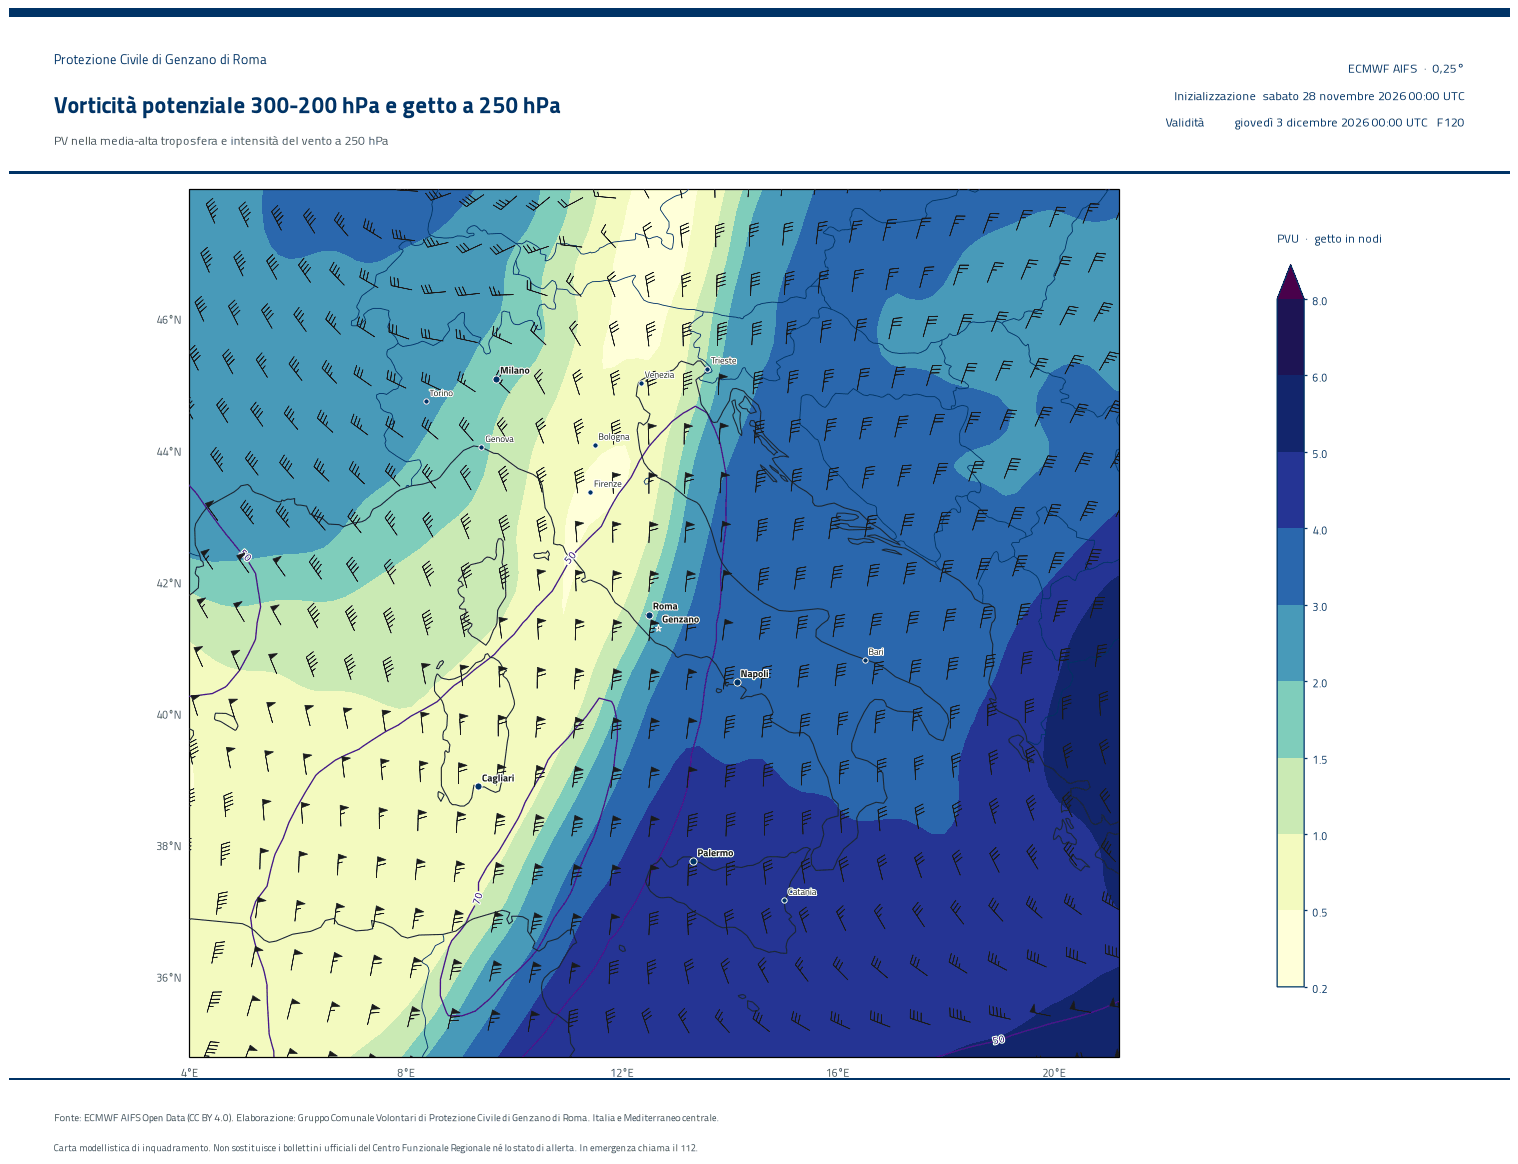 Protezione Civile di Genzano di Roma
Vorticità potenziale 300-200 hPa e getto a 250 hPa
PV nella media-alta troposfera e intensità del vento a 250 hPa
ECMWF AIFS · 0,25°
Inizializzazione sabato 28 novembre 2026 00:00 UTC
Validità giovedì 3 dicembre 2026 00:00 UTC F120
PVU · getto in nodi
8.0
6.0
5.0
4.0
3.0
2.0
1.5
1.0
0.5
0.2
46°N
44°N
42°N
40°N
38°N
36°N
4°E
8°E
12°E
16°E
20°E
Trieste
Venezia
Milano
Torino
Genova
Bologna
Firenze
50
50
Roma
Genzano
Bari
Napoli
Cagliari
Palermo
Catania
70
50
Fonte: ECMWF AIFS Open Data (CC BY 4.0). Elaborazione: Gruppo Comunale Volontari di Protezione Civile di Genzano di Roma. Italia e Mediterraneo centrale.
Carta modellistica di inquadramento. Non sostituisce i bollettini ufficiali del Centro Funzionale Regionale né lo stato di allerta. In emergenza chiama il 112.